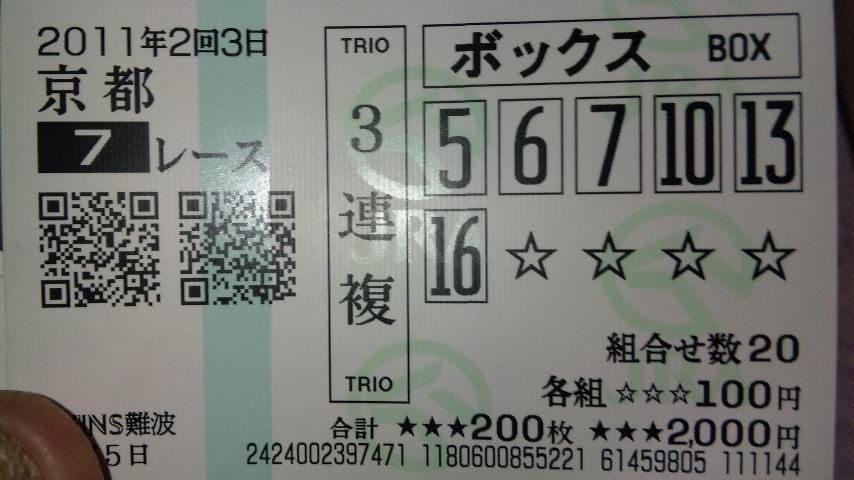 2011年2回3日
京都
7レース
TRIO
3連複
TRIO
ボックス BOX
5 6 7 10 13
16 ☆ ☆ ☆ ☆
組合せ数20
各組 ☆☆☆100円
合計 ★★★200枚 ★★★2,000円
INS難波
5日
2424002397471 1180600855221 61459805 111144